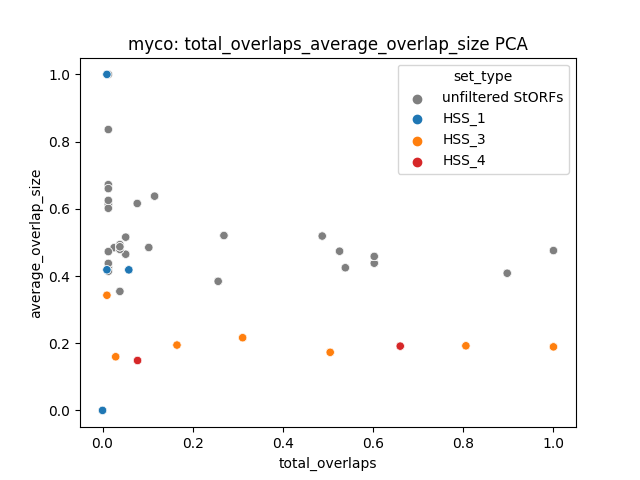 myco: total_overlaps_average_overlap_size PCA
set_type
unfiltered StORFs
HSS_1
HSS_3
HSS_4
average_overlap_size
1.0
0.8
0.6
0.4
0.2
0.0
0.0 0.2 0.4 0.6 0.8 1.0
total_overlaps